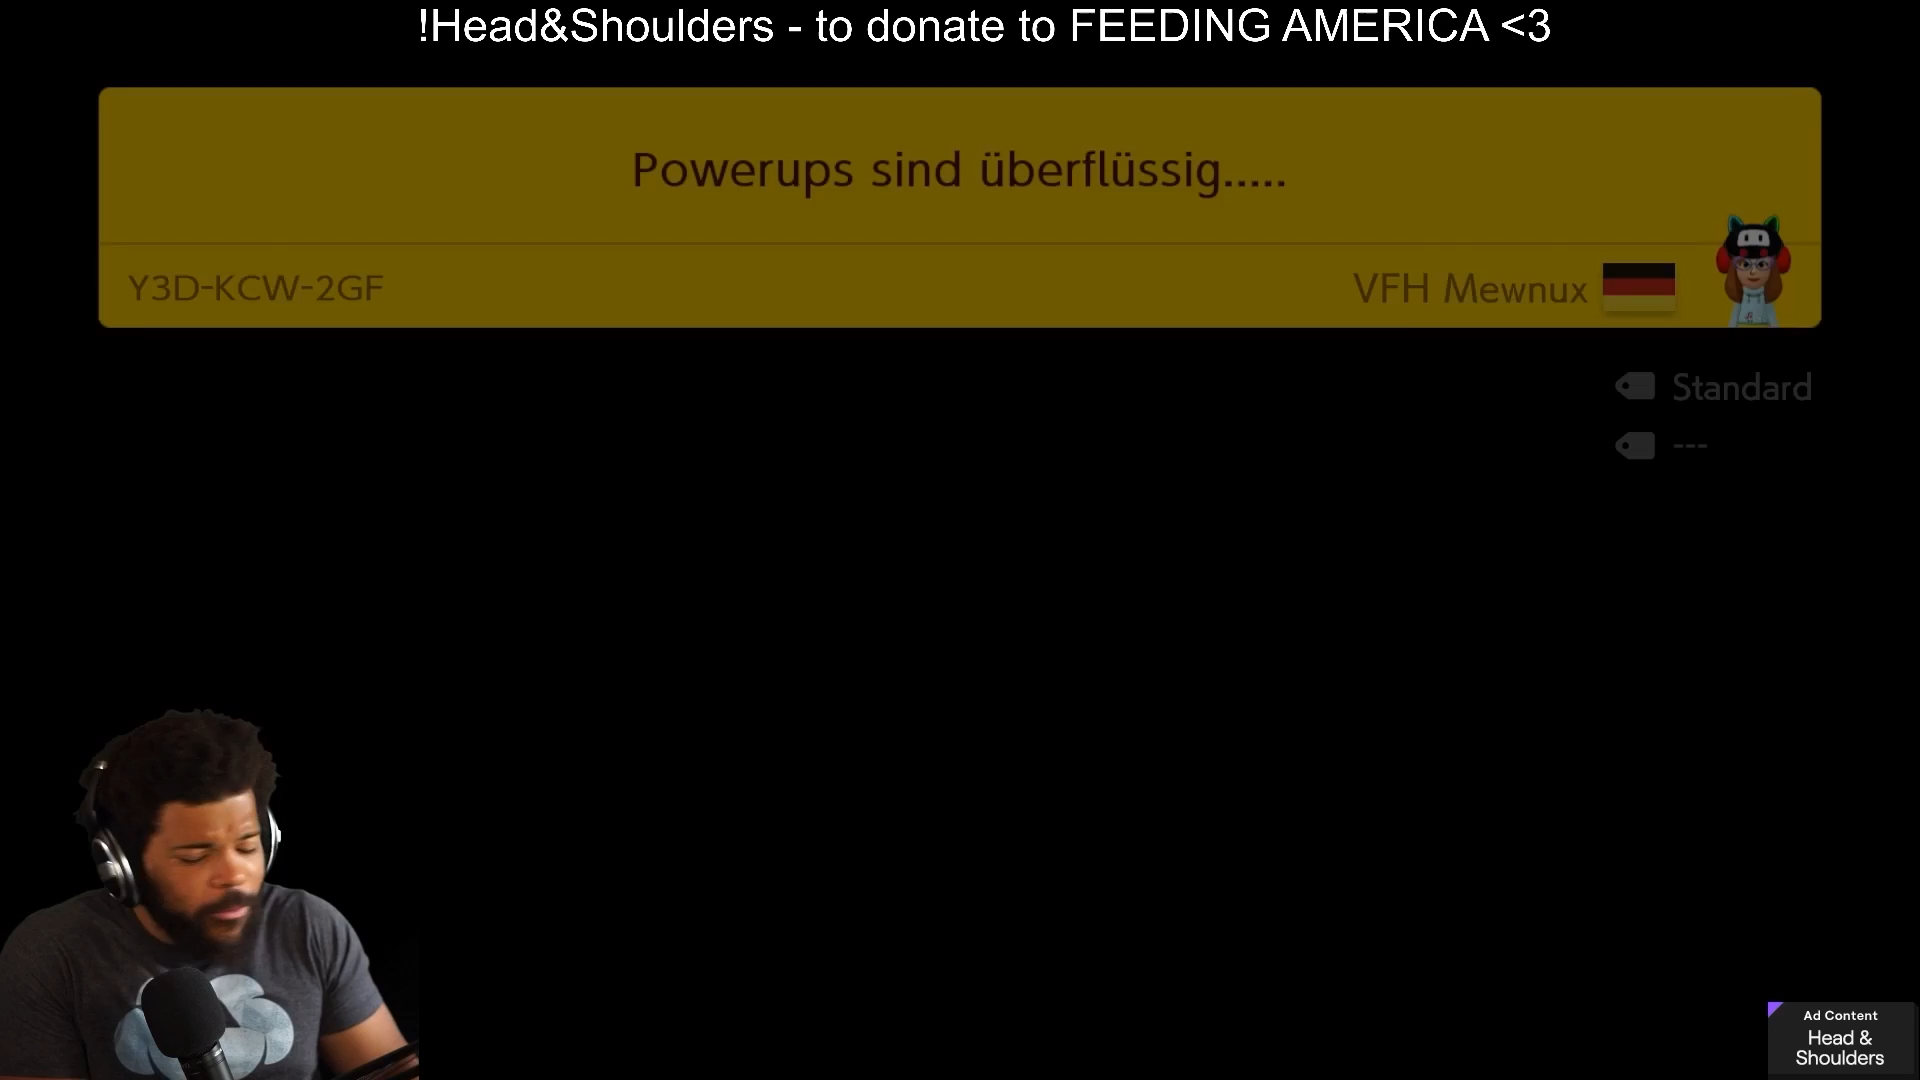 !Head&Shoulders - to donate to FEEDING AMERICA <3
Powerups sind überflüssig.....
Y3D-KCW-2GF
VFH Mewnux
Standard
---
Ad Content
Head &
Shoulders